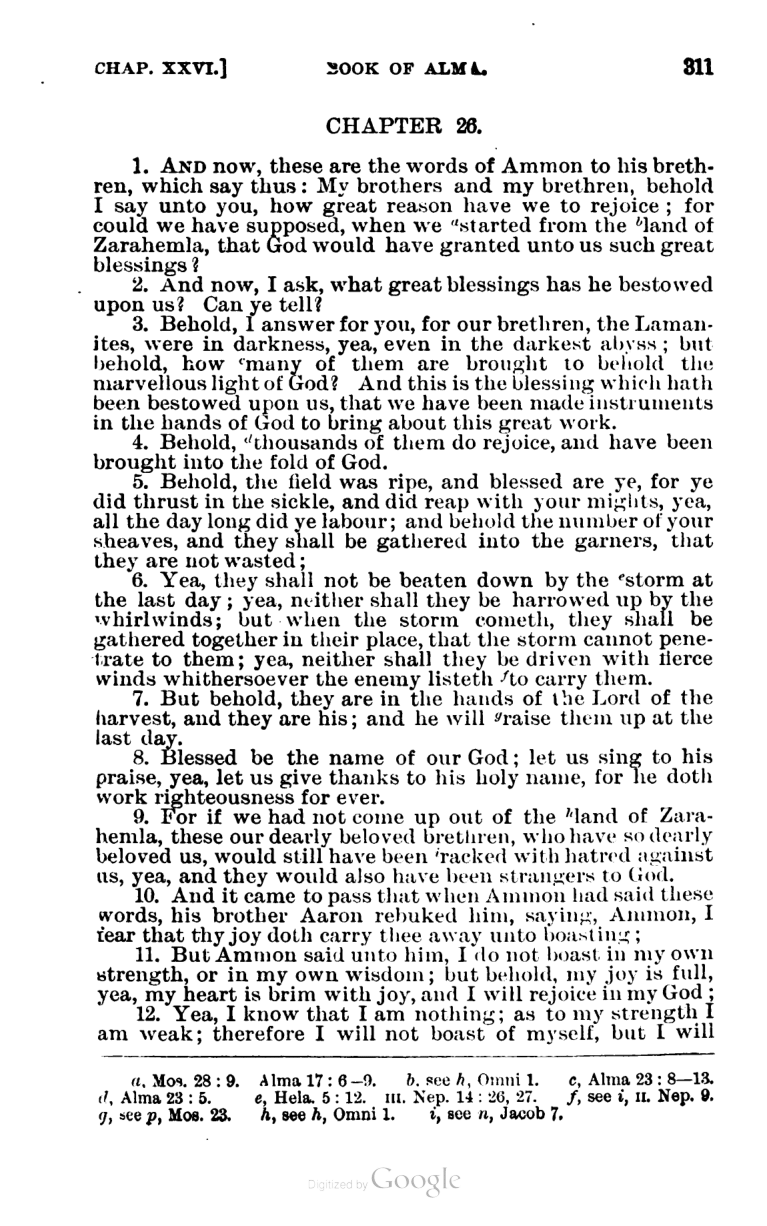 CHAP. XXVI.] BOOK OF ALMA. 311
CHAPTER 26.
1. AND now, these are the words of Ammon to his breth-
ren, which say thus: My brothers and my brethren, behold
I say unto you, how great reason have we to rejoice; for
could we have supposed, when we ᵃstarted from the ᵇland of
Zarahemla, that God would have granted unto us such great
blessings?
2. And now, I ask, what great blessings has he bestowed
upon us? Can ye tell?
3. Behold, I answer for you, for our brethren, the Laman-
ites, were in darkness, yea, even in the darkest abyss; but
behold, how ᶜmany of them are brought to behold the
marvellous light of God? And this is the blessing which hath
been bestowed upon us, that we have been made instruments
in the hands of God to bring about this great work.
4. Behold, ᵈthousands of them do rejoice, and have been
brought into the fold of God.
5. Behold, the field was ripe, and blessed are ye, for ye
did thrust in the sickle, and did reap with your mights, yea,
all the day long did ye labour; and behold the number of your
sheaves, and they shall be gathered into the garners, that
they are not wasted;
6. Yea, they shall not be beaten down by the ᵉstorm at
the last day; yea, neither shall they be harrowed up by the
whirlwinds; but when the storm cometh, they shall be
gathered together in their place, that the storm cannot pene-
trate to them; yea, neither shall they be driven with fierce
winds whithersoever the enemy listeth ᶠto carry them.
7. But behold, they are in the hands of the Lord of the
harvest, and they are his; and he will ᵍraise them up at the
last day.
8. Blessed be the name of our God; let us sing to his
praise, yea, let us give thanks to his holy name, for he doth
work righteousness for ever.
9. For if we had not come up out of the ʰland of Zara-
hemla, these our dearly beloved brethren, who have so dearly
beloved us, would still have been ⁱracked with hatred against
us, yea, and they would also have been strangers to God.
10. And it came to pass that when Ammon had said these
words, his brother Aaron rebuked him, saying, Ammon, I
fear that thy joy doth carry thee away unto boasting;
11. But Ammon said unto him, I do not boast in my own
strength, or in my own wisdom; but behold, my joy is full,
yea, my heart is brim with joy, and I will rejoice in my God;
12. Yea, I know that I am nothing; as to my strength I
am weak; therefore I will not boast of myself, but I will
a, Mos. 28 : 9. Alma 17 : 6—9. b, see h, Omni 1. c, Alma 23 : 8—13.
d, Alma 23 : 5. e, Hela. 5 : 12. III. Nep. 14 : 26, 27. f, see i, II. Nep. 9.
g, see p, Mos. 23. h, see h, Omni 1. i, see n, Jacob 7.
Digitized by Google